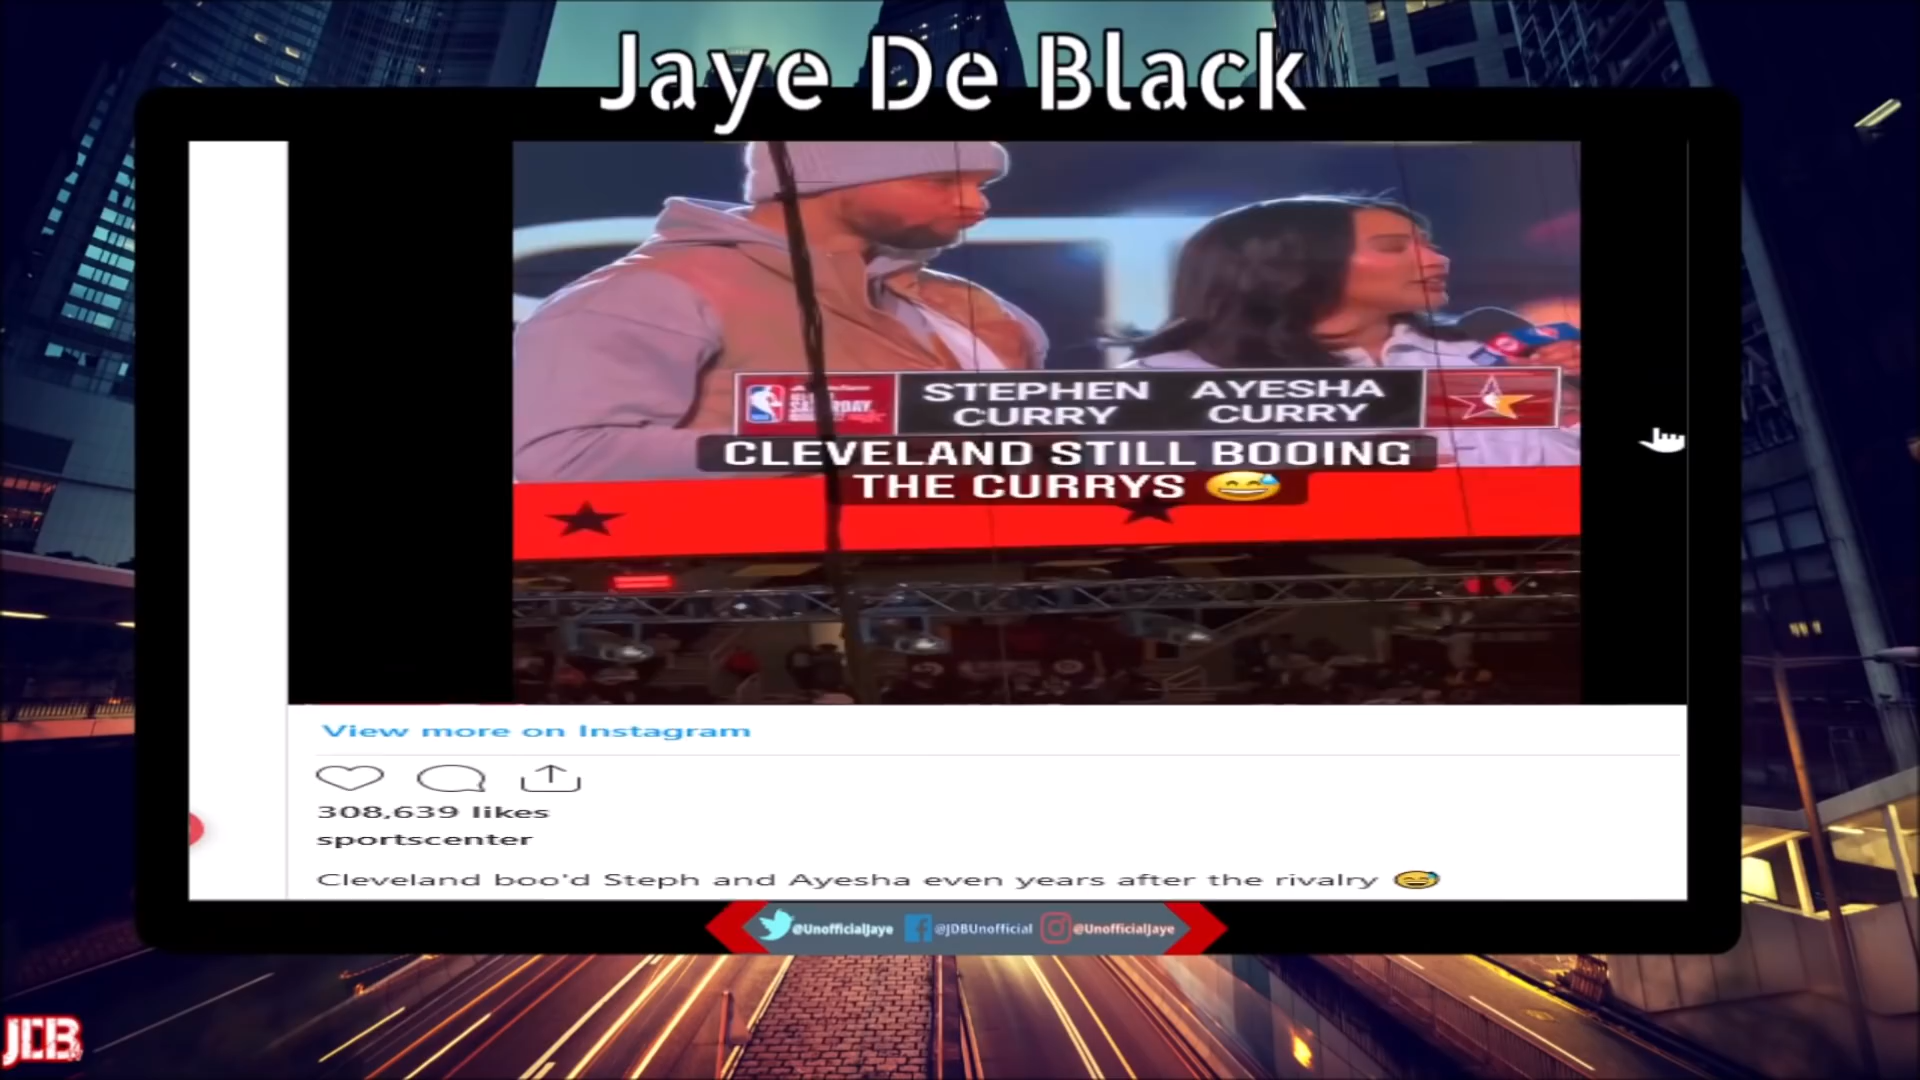 Jaye De Black
STEPHEN CURRY
AYESHA CURRY
CLEVELAND STILL BOOING
THE CURRYS 😅
View more on Instagram
308,639 likes
sportscenter
Cleveland boo'd Steph and Ayesha even years after the rivalry 😅
@UnofficialJaye @JDBUnofficial @UnofficialJaye